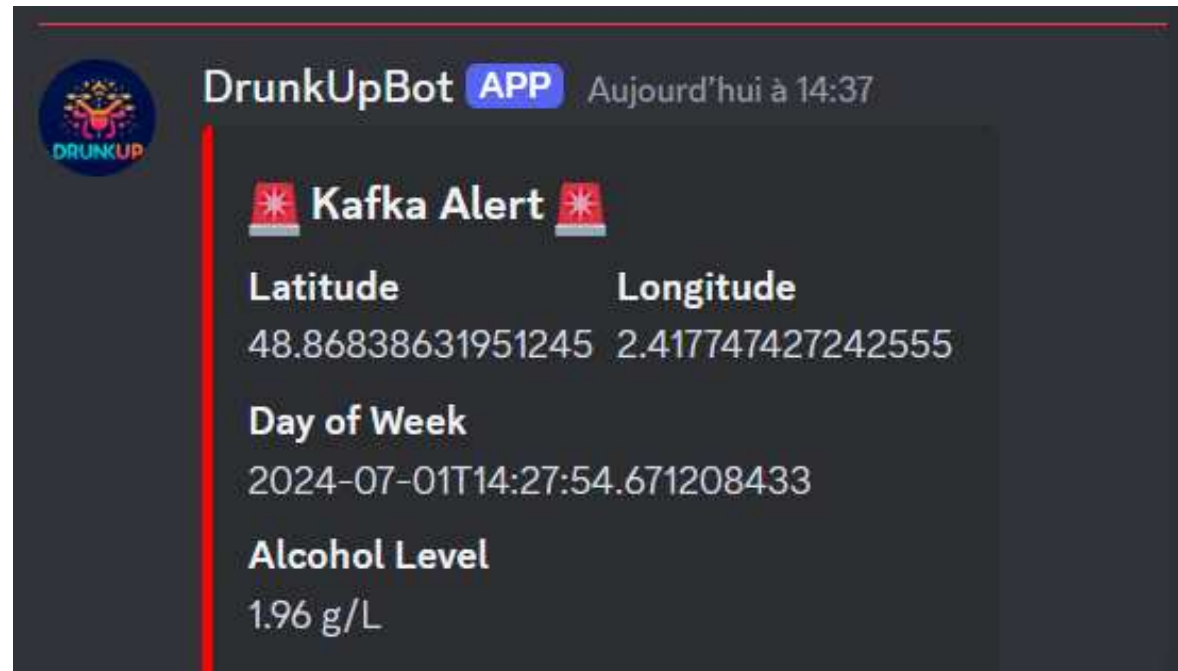 DrunkUpBot APP Aujourd'hui à 14:37
DRUNKUP
🚨 Kafka Alert 🚨
Latitude Longitude
48.86838631951245 2.417747427242555
Day of Week
2024-07-01T14:27:54.671208433
Alcohol Level
1.96 g/L